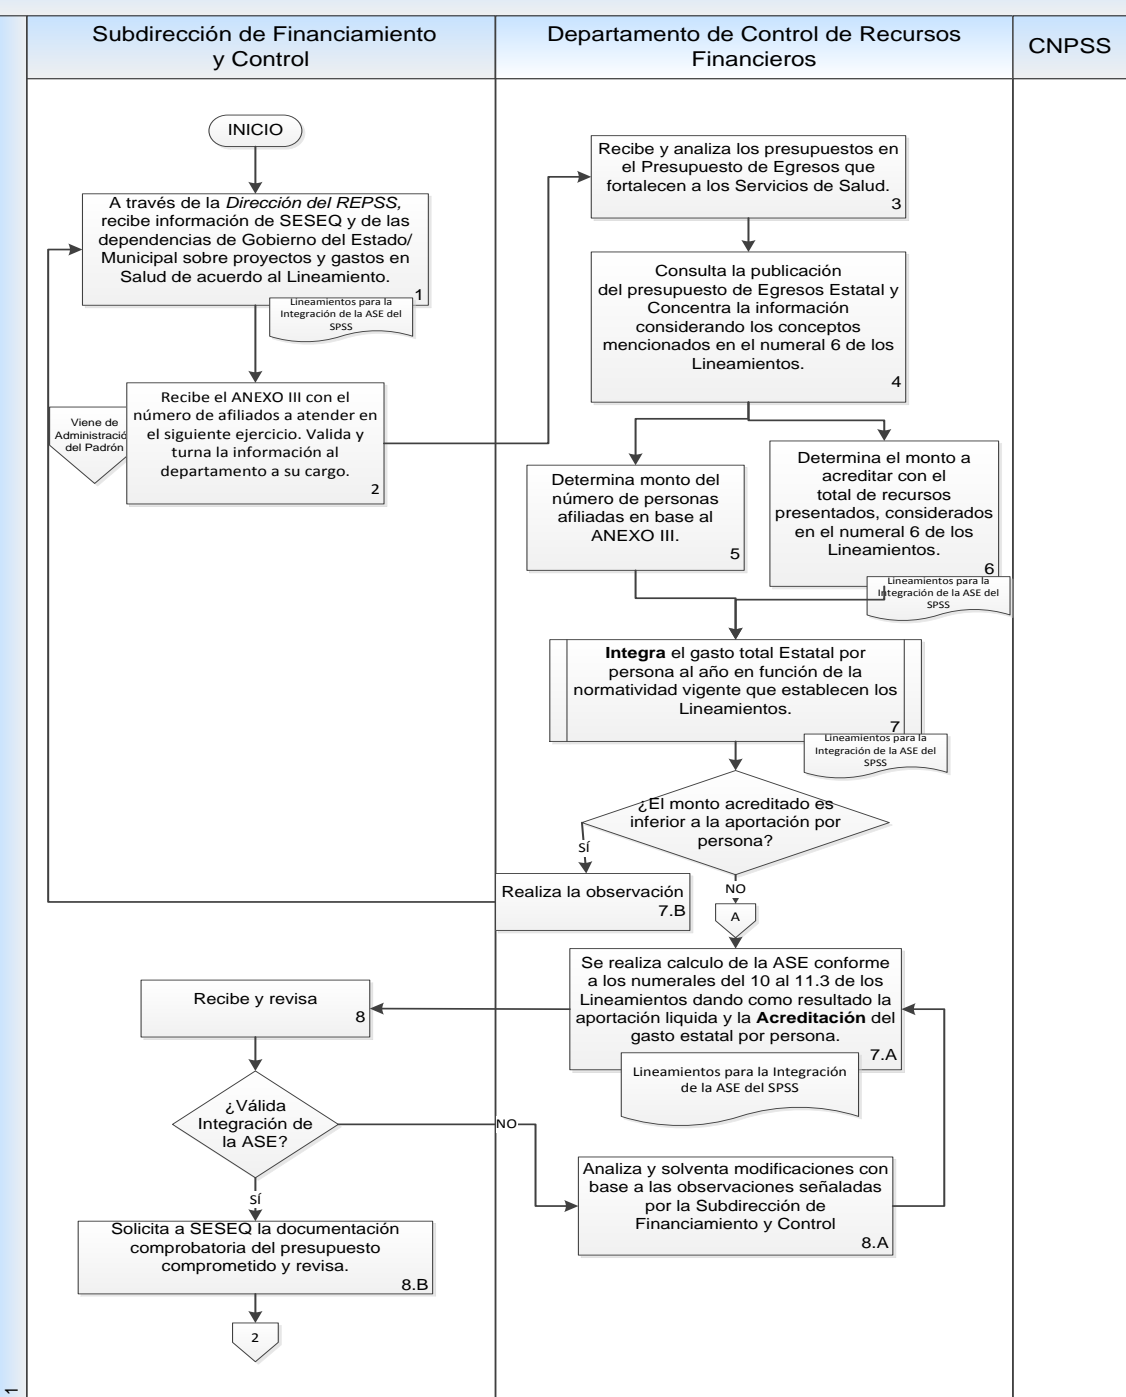 Subdirección de Financiamiento
y Control
Departamento de Control de Recursos
Financieros
CNPSS
INICIO
A través de la Dirección del REPSS,
recibe información de SESEQ y de las
dependencias de Gobierno del Estado/
Municipal sobre proyectos y gastos en
Salud de acuerdo al Lineamiento.
1
Lineamientos para la
Integración de la ASE del
SPSS
Viene de
Administració
del Padrón
Recibe el ANEXO III con el
número de afiliados a atender en
el siguiente ejercicio. Valida y
turna la información al
departamento a su cargo.
2
Recibe y analiza los presupuestos en
el Presupuesto de Egresos que
fortalecen a los Servicios de Salud.
3
Consulta la publicación
del presupuesto de Egresos Estatal y
Concentra la información
considerando los conceptos
mencionados en el numeral 6 de los
Lineamientos.
4
Determina monto del
número de personas
afiliadas en base al
ANEXO III.
5
Determina el monto a
acreditar con el
total de recursos
presentados, considerados
en el numeral 6 de los
Lineamientos.
6
Lineamientos para la
Integración de la ASE del
SPSS
Integra el gasto total Estatal por
persona al año en función de la
normatividad vigente que establecen los
Lineamientos.
7
Lineamientos para la
Integración de la ASE del
SPSS
¿El monto acreditado es
inferior a la aportación por
persona?
SÍ
NO
Realiza la observación
7.B
A
Se realiza calculo de la ASE conforme
a los numerales del 10 al 11.3 de los
Lineamientos dando como resultado la
aportación liquida y la Acreditación del
gasto estatal por persona.
7.A
Lineamientos para la Integración
de la ASE del SPSS
Recibe y revisa
8
¿Válida
Integración de
la ASE?
NO
SÍ
Analiza y solventa modificaciones con
base a las observaciones señaladas
por la Subdirección de
Financiamiento y Control
8.A
Solicita a SESEQ la documentación
comprobatoria del presupuesto
comprometido y revisa.
8.B
2
1